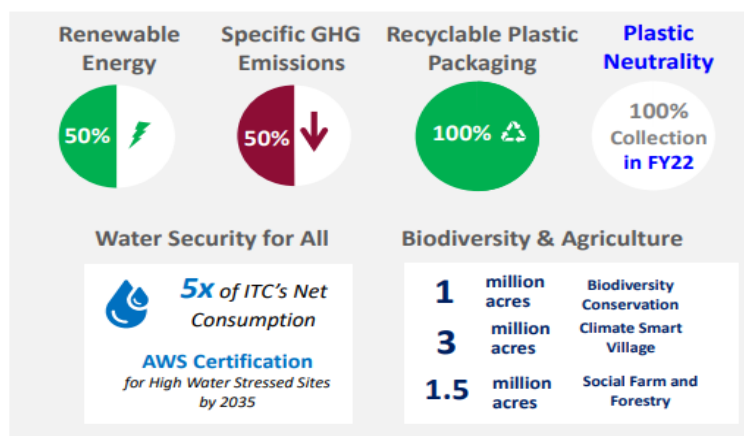 Renewable
Energy
Specific GHG
Emissions
Recyclable Plastic
Packaging
Plastic
Neutrality
50%
50%
100%
100%
Collection
in FY22
Water Security for All
5x of ITC's Net
Consumption
AWS Certification
for High Water Stressed Sites
by 2035
Biodiversity & Agriculture
1 million acres Biodiversity
Conservation
3 million acres Climate Smart
Village
1.5 million acres Social Farm and
Forestry